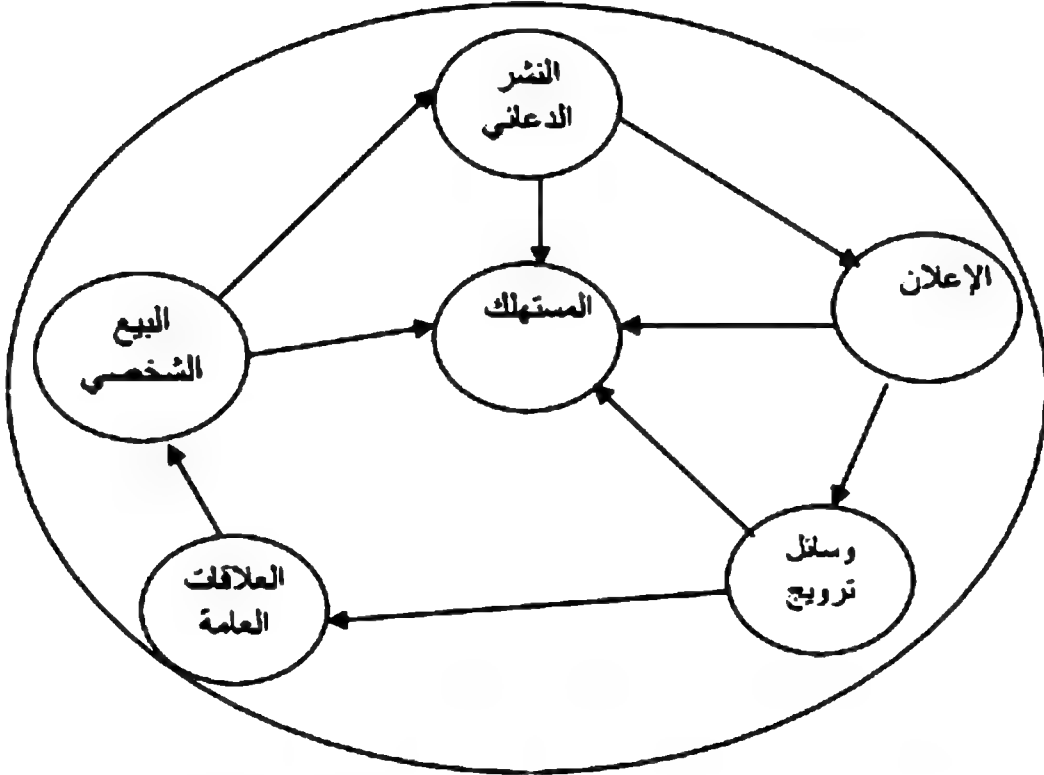 النشر
الدعائي
الإعلان
المستهلك
البيع
الشخصي
وسائل
ترويج
العلاقات
العامة